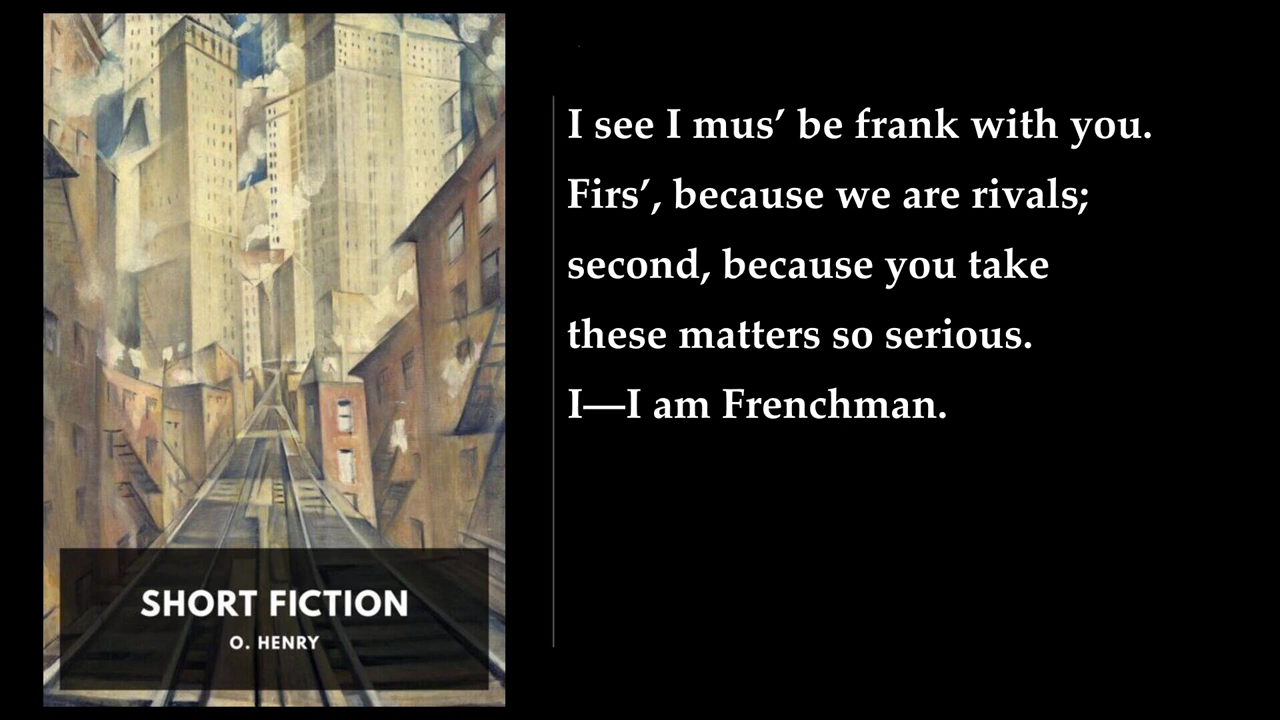 I see I mus’ be frank with you.
Firs’, because we are rivals;
second, because you take
these matters so serious.
I—I am Frenchman.
SHORT FICTION
O. HENRY